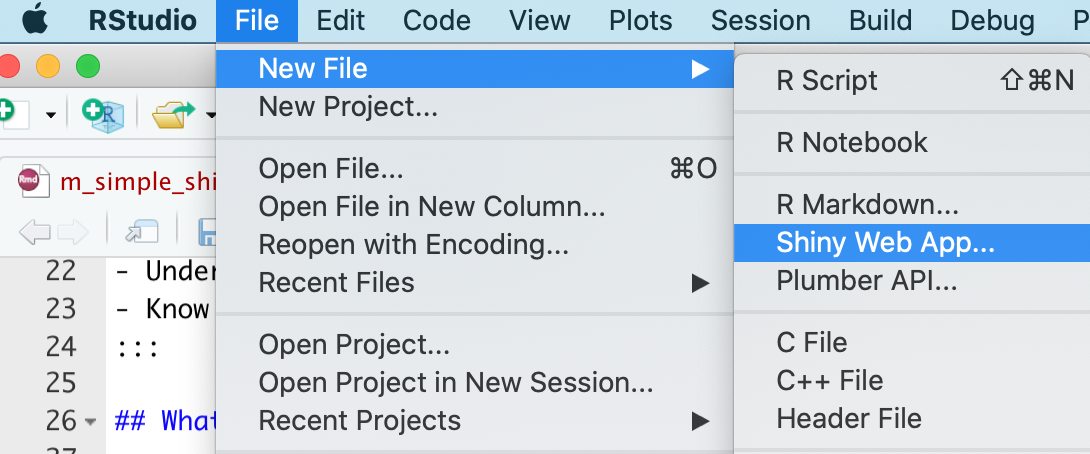 RStudio File Edit Code View Plots Session Build Debug P
New File
New Project...
Open File... ⌘O
Open File in New Column...
Reopen with Encoding...
Recent Files
Open Project...
Open Project in New Session...
Recent Projects
R Script ⇧⌘N
R Notebook
R Markdown...
Shiny Web App...
Plumber API...
C File
C++ File
Header File
R
Rmd m_simple_shi
22 - Under
23 - Know
24 :::
25
26 ## What